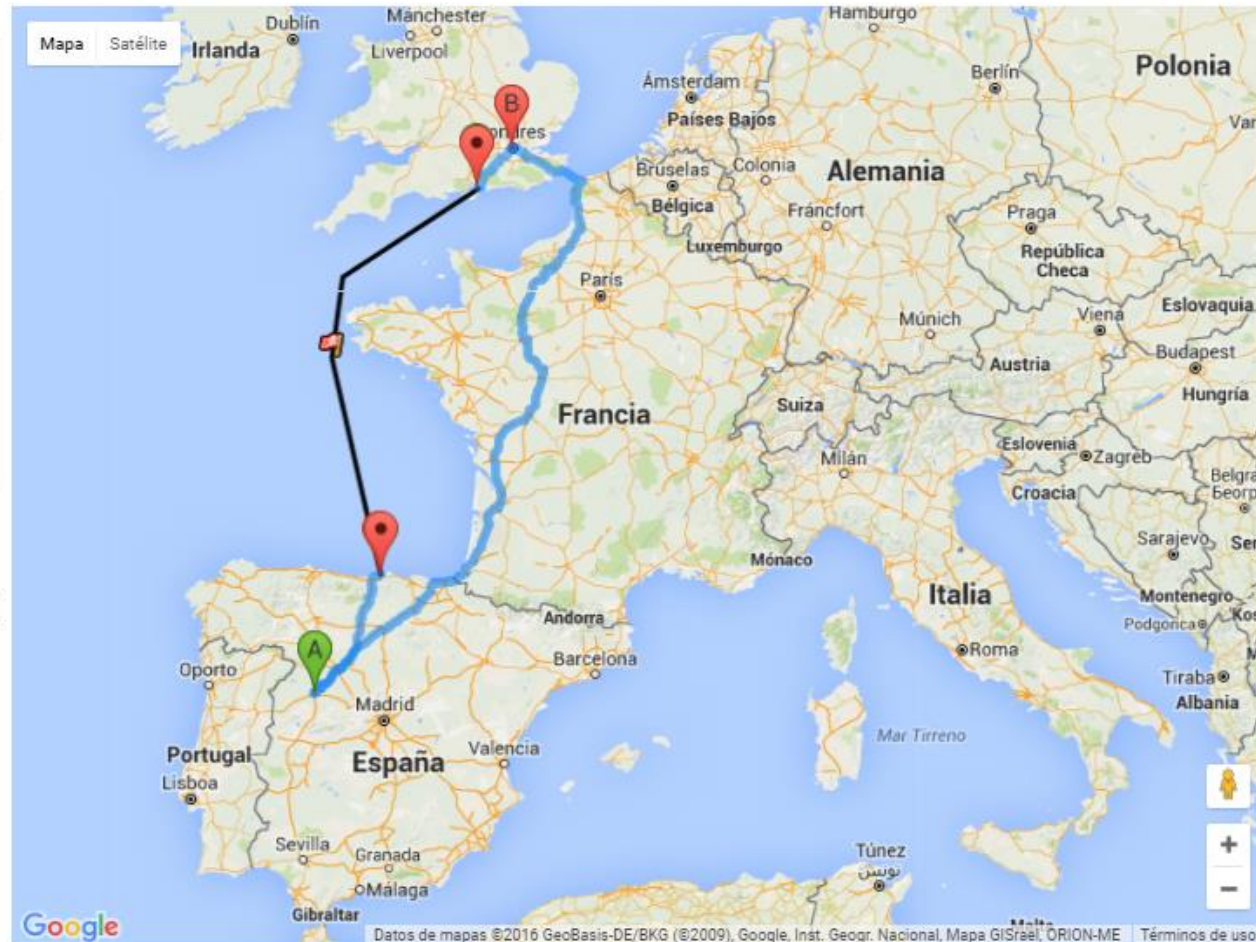 Mapa Satélite
Dublín
Irlanda
Mánchester
Liverpool
Hamburgo
Ámsterdam
Países Bajos
Berlín
Polonia
B
Bruselas
Bélgica
Colonia
Alemania
Fráncfort
Luxemburgo
Praga
República
Checa
París
Múnich
Viena
Eslovaquia
Budapest
Hungría
Austria
Suiza
Francia
Milán
Eslovenia
Zagreb
Croacia
Sarajevo
Mónaco
Montenegro
Podgorica
Italia
Roma
Tiraba
Albania
Andorra
Barcelona
A
Oporto
Madrid
Portugal
Lisboa
España
Valencia
Mar Tirreno
Sevilla
Granada
Málaga
Gibraltar
Túnez
تونس
+
−
Google
Datos de mapas ©2016 GeoBasis-DE/BKG (©2009), Google, Inst. Geogr. Nacional, Mapa GISrael, ORION-ME Términos de uso